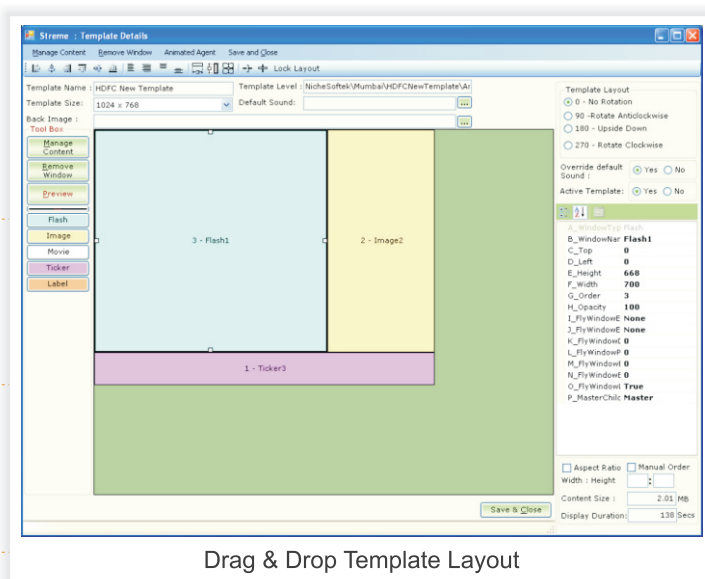 Streme : Template Details
Manage Content Remove Window Animated Agent Save and Close
Lock Layout
Template Name : HDFC New Template Template Level : NicheSoftek\Mumbai\HDFCNewTemplate\Ar
Template Size: 1024 x 768 Default Sound: ...
Back Image : ...
Tool Box
Manage Content
Remove Window
Preview
Flash
Image
Movie
Ticker
Label
3 - Flash1
2 - Image2
1 - Ticker3
Template Layout
0 - No Rotation
90 -Rotate Anticlockwise
180 - Upside Down
270 - Rotate Clockwise
Override default Sound : Yes No
Active Template: Yes No
A_WindowTyp Flash
B_WindowNar Flash1
C_Top 0
D_Left 0
E_Height 668
F_Width 700
G_Order 3
H_Opacity 100
I_FlyWindowE None
J_FlyWindowE None
K_FlyWindowL 0
L_FlyWindowP 0
M_FlyWindowI 0
N_FlyWindowE 0
O_FlyWindowL True
P_MasterChilc Master
Aspect Ratio Manual Order
Width : Height :
Content Size : 2.01 MB
Display Duration: 138 Secs
Save & Close
Drag & Drop Template Layout